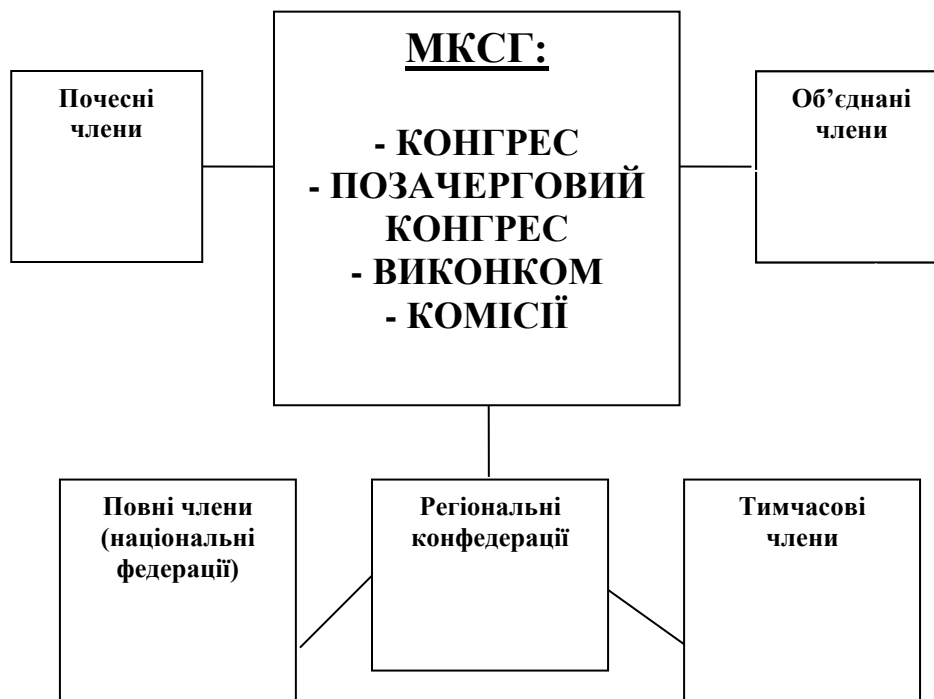 МКСГ:
Почесні
члени
- КОНГРЕС
- ПОЗАЧЕРГОВИЙ
КОНГРЕС
- ВИКОНКОМ
- КОМІСІЇ
Об’єднані
члени
Повні члени
(національні
федерації)
Регіональні
конфедерації
Тимчасові
члени